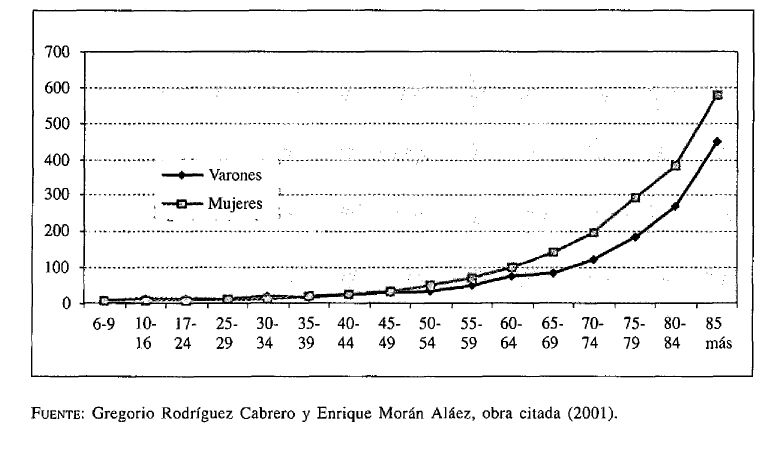 700
600
500
400
300
200
100
0
Varones
Mujeres
6-9 10- 17- 25- 30- 35- 40- 45- 50- 55- 60- 65- 70- 75- 80- 85
16 24 29 34 39 44 49 54 59 64 69 74 79 84 más
FUENTE: Gregorio Rodríguez Cabrero y Enrique Morán Aláez, obra citada (2001).